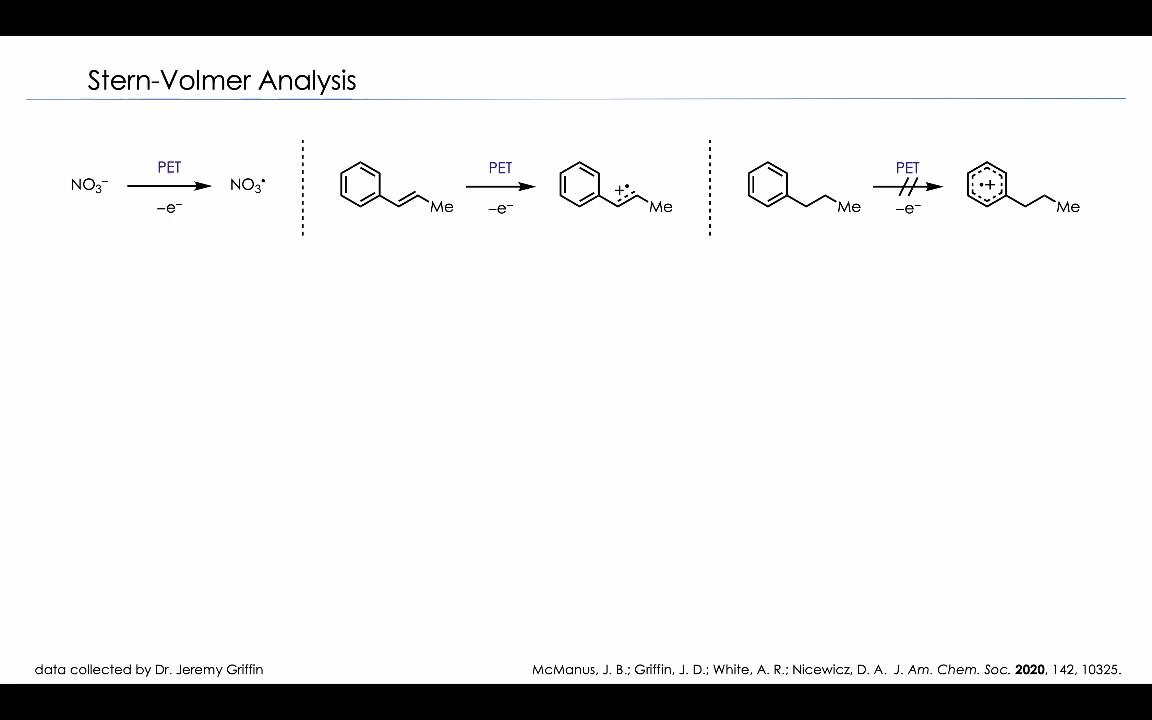 Stern-Volmer Analysis
NO₃⁻ PET –e⁻ NO₃•
Me PET –e⁻ +• Me
Me PET –e⁻ •+ Me
data collected by Dr. Jeremy Griffin
McManus, J. B.; Griffin, J. D.; White, A. R.; Nicewicz, D. A. J. Am. Chem. Soc. 2020, 142, 10325.